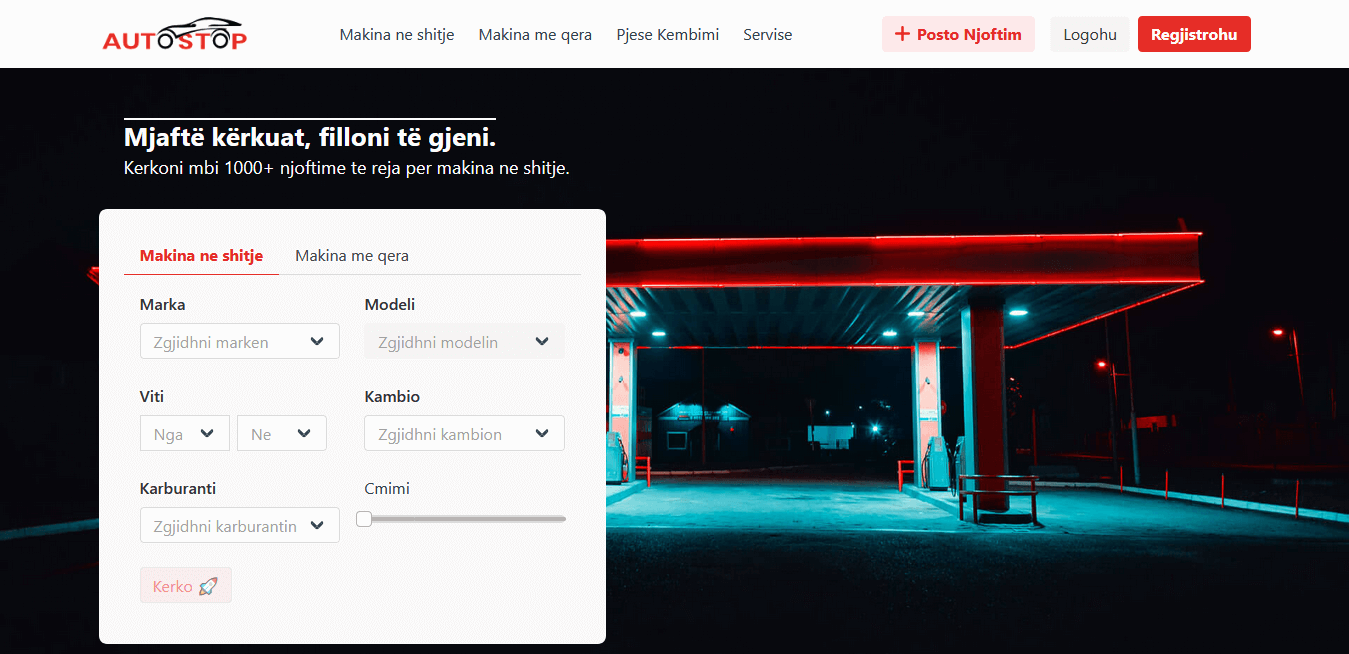 AUTOSTOP
Makina ne shitje Makina me qera Pjese Kembimi Servise
+ Posto Njoftim Logohu Regjistrohu
Mjaftë kërkuat, filloni të gjeni.
Kerkoni mbi 1000+ njoftime te reja per makina ne shitje.
Makina ne shitje Makina me qera
Marka Modeli
Zgjidhni marken Zgjidhni modelin
Viti Kambio
Nga Ne Zgjidhni kambion
Karburanti Cmimi
Zgjidhni karburantin
Kerko 🚀